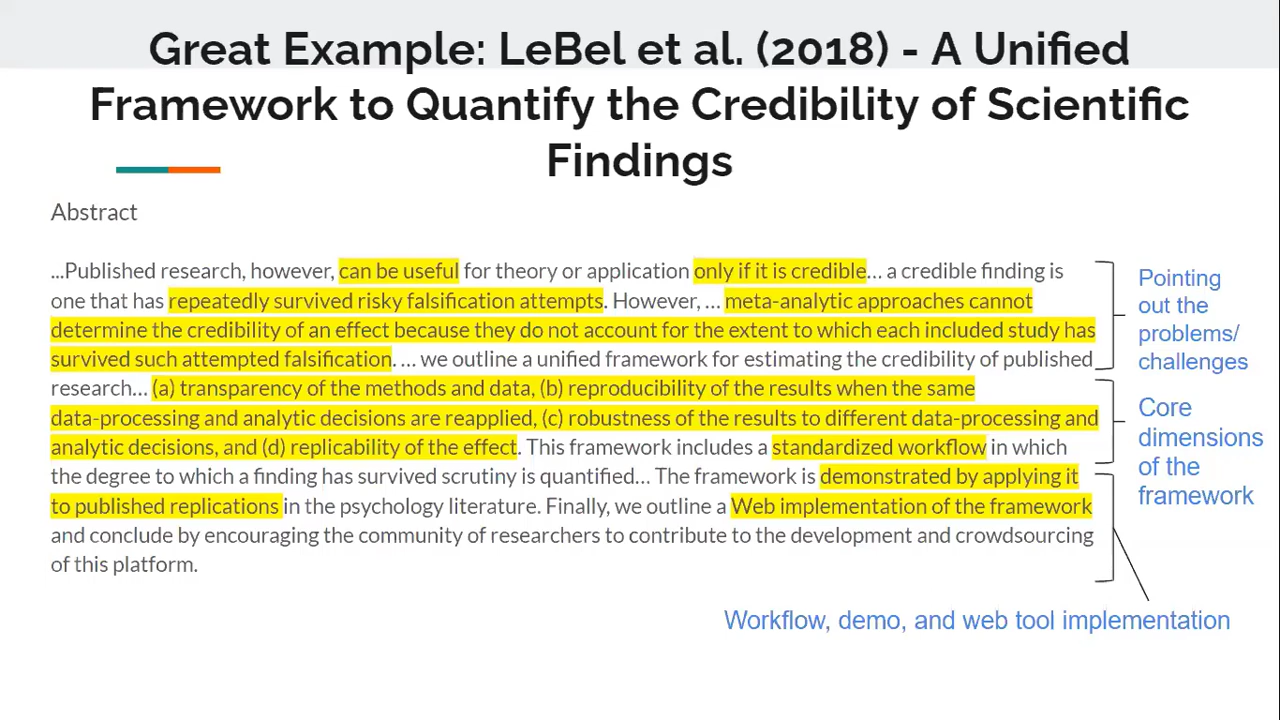 Great Example: LeBel et al. (2018) - A Unified
Framework to Quantify the Credibility of Scientific
Findings
Abstract
...Published research, however, can be useful for theory or application only if it is credible... a credible finding is
one that has repeatedly survived risky falsification attempts. However, ... meta-analytic approaches cannot
determine the credibility of an effect because they do not account for the extent to which each included study has
survived such attempted falsification. ... we outline a unified framework for estimating the credibility of published
research... (a) transparency of the methods and data, (b) reproducibility of the results when the same
data-processing and analytic decisions are reapplied, (c) robustness of the results to different data-processing and
analytic decisions, and (d) replicability of the effect. This framework includes a standardized workflow in which
the degree to which a finding has survived scrutiny is quantified... The framework is demonstrated by applying it
to published replications in the psychology literature. Finally, we outline a Web implementation of the framework
and conclude by encouraging the community of researchers to contribute to the development and crowdsourcing
of this platform.
Pointing
out the
problems/
challenges
Core
dimensions
of the
framework
Workflow, demo, and web tool implementation